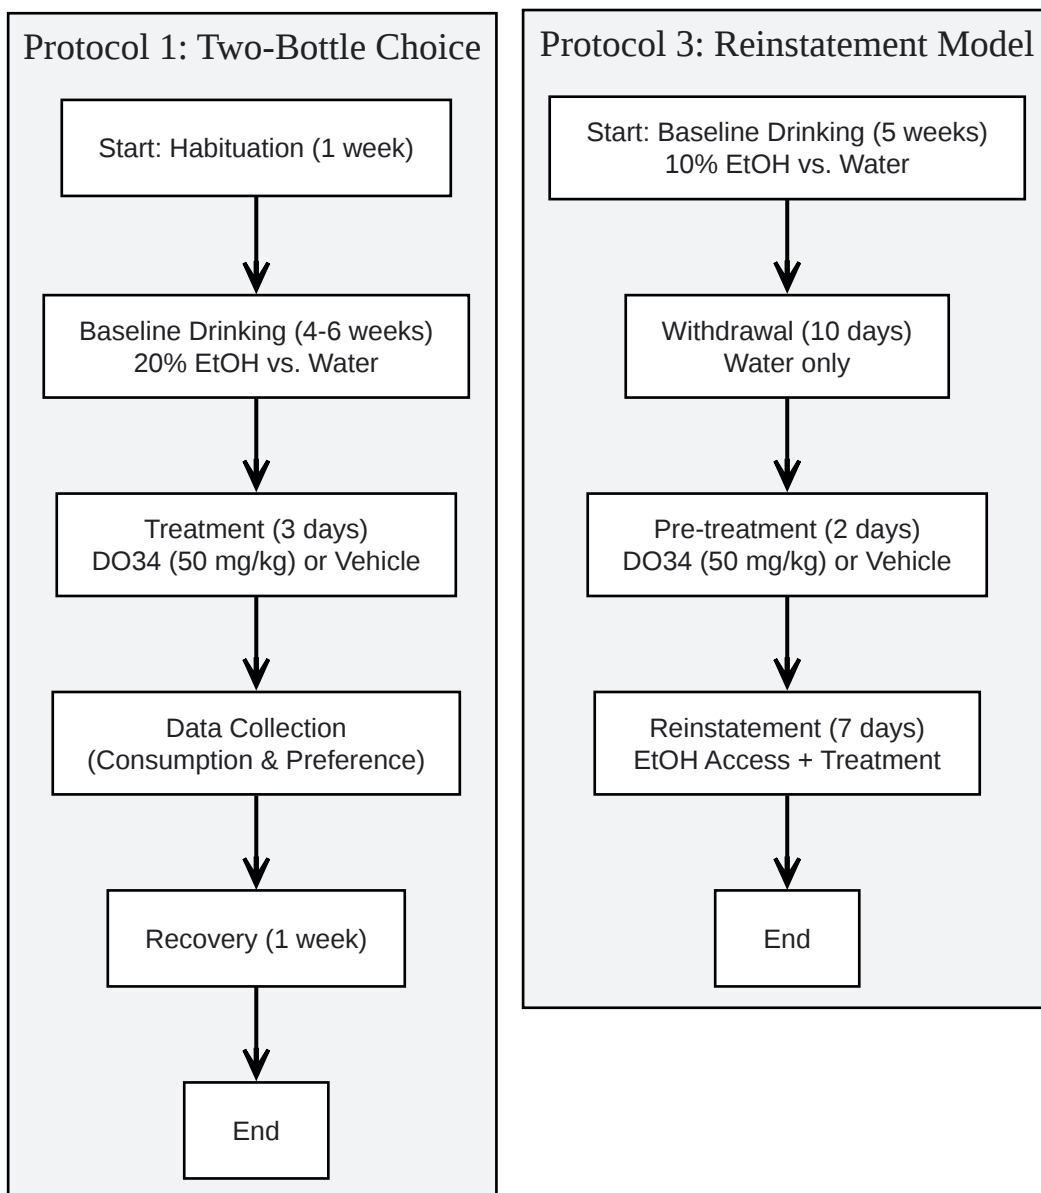 Protocol 1: Two-Bottle Choice
Start: Habituation (1 week)
Baseline Drinking (4-6 weeks)
20% EtOH vs. Water
Treatment (3 days)
DO34 (50 mg/kg) or Vehicle
Data Collection
(Consumption & Preference)
Recovery (1 week)
End
Protocol 3: Reinstatement Model
Start: Baseline Drinking (5 weeks)
10% EtOH vs. Water
Withdrawal (10 days)
Water only
Pre-treatment (2 days)
DO34 (50 mg/kg) or Vehicle
Reinstatement (7 days)
EtOH Access + Treatment
End